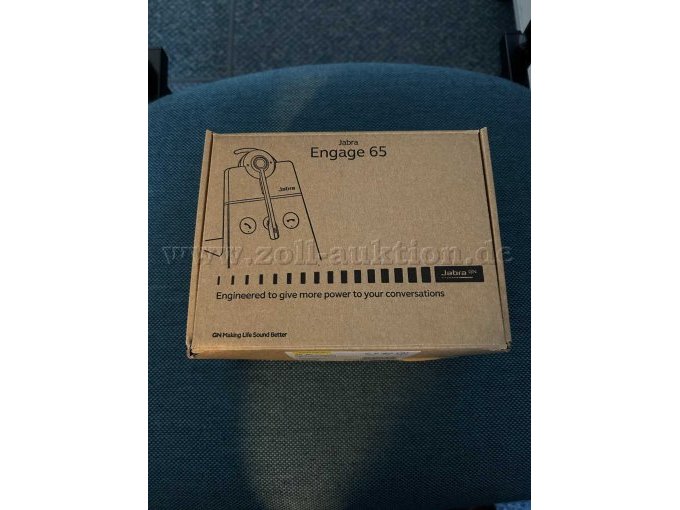 Jabra
Engage 65
Jabra
www.zoll-auktion.de
Jabra GN
Engineered to give more power to your conversations
GN Making Life Sound Better